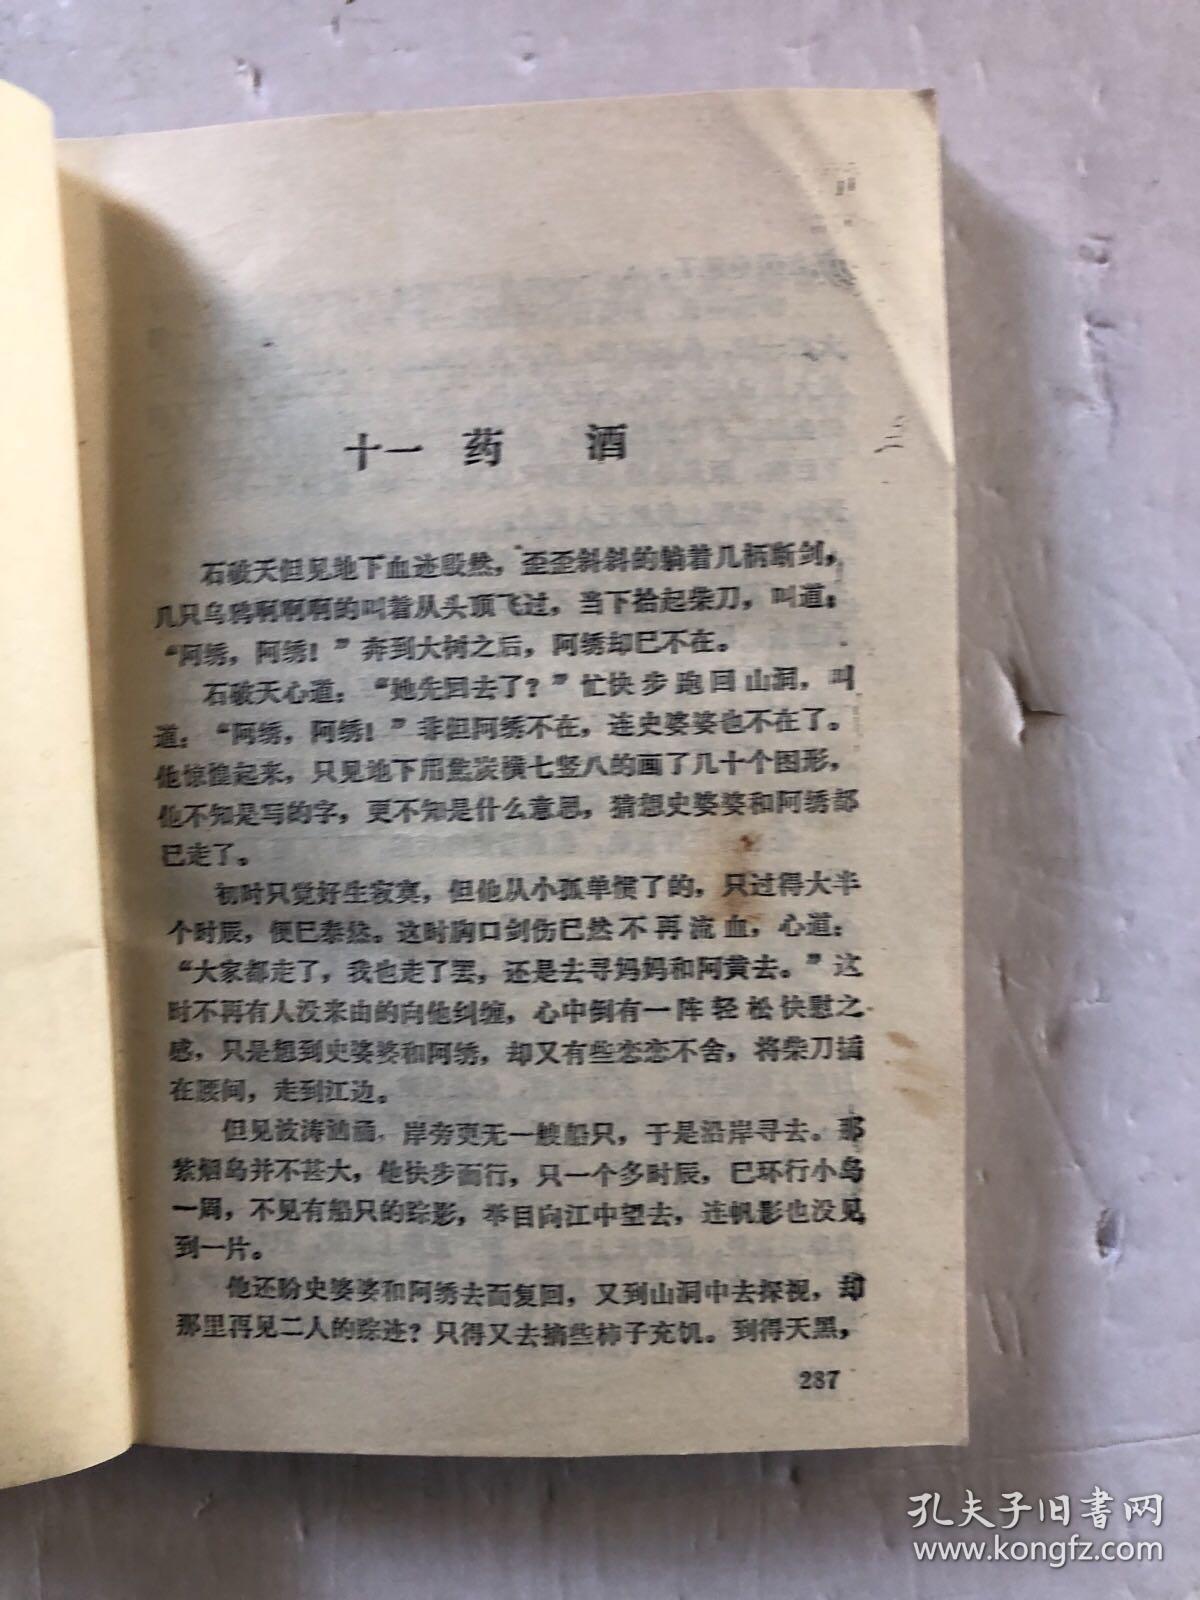 十一 药 酒
石破天但见地下血迹殷然，歪歪斜斜的躺着几柄断剑，
几只乌鸦啊啊啊的叫着从头顶飞过，当下拾起柴刀，叫道：
“阿绣，阿绣！”奔到大树之后，阿绣却已不在。
石破天心道：“她先回去了？”忙快步跑回山洞，叫
道：“阿绣，阿绣！”非但阿绣不在，连史婆婆也不在了。
他惊惶起来，只见地下用焦炭横七竖八的画了几十个图形，
他不知是写的字，更不知是什么意思，猜想史婆婆和阿绣都
已走了。
初时只觉好生寂寞，但他从小孤单惯了的，只过得大半
个时辰，便已泰然。这时胸口剑伤已然不再流血，心道：
“大家都走了，我也走了罢，还是去寻妈妈和阿黄去。”这
时不再有人没来由的向他纠缠，心中倒有一阵轻松快慰之
感，只是想到史婆婆和阿绣，却又有些恋恋不舍，将柴刀插
在腰间，走到江边。
但见波涛汹涌，岸旁更无一艘船只，于是沿岸寻去。那
紫烟岛并不甚大，他快步而行，只一个多时辰，已环行小岛
一周，不见有船只的踪影，举目向江中望去，连帆影也没见
到一片。
他还盼史婆婆和阿绣去而复回，又到山洞中去探视，却
那里再见二人的踪迹？只得又去摘些柿子充饥。到得天黑，
287
孔夫子旧书网
www.kongfz.com